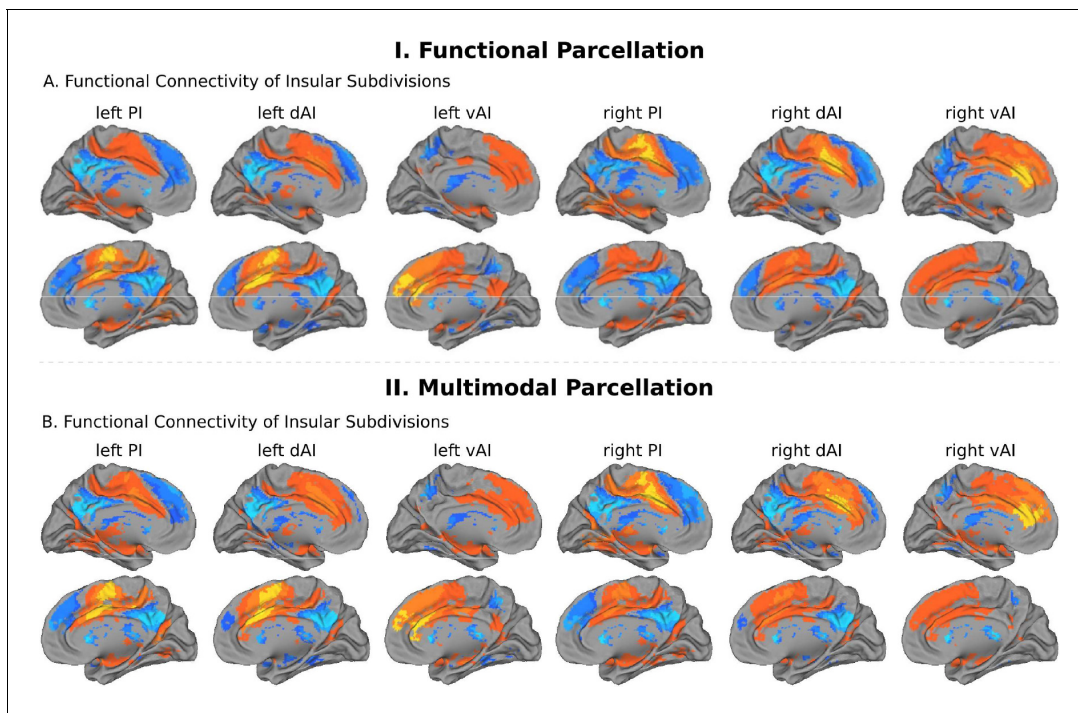 I. Functional Parcellation
A. Functional Connectivity of Insular Subdivisions
left PI left dAI left vAI right PI right dAI right vAI
II. Multimodal Parcellation
B. Functional Connectivity of Insular Subdivisions
left PI left dAI left vAI right PI right dAI right vAI